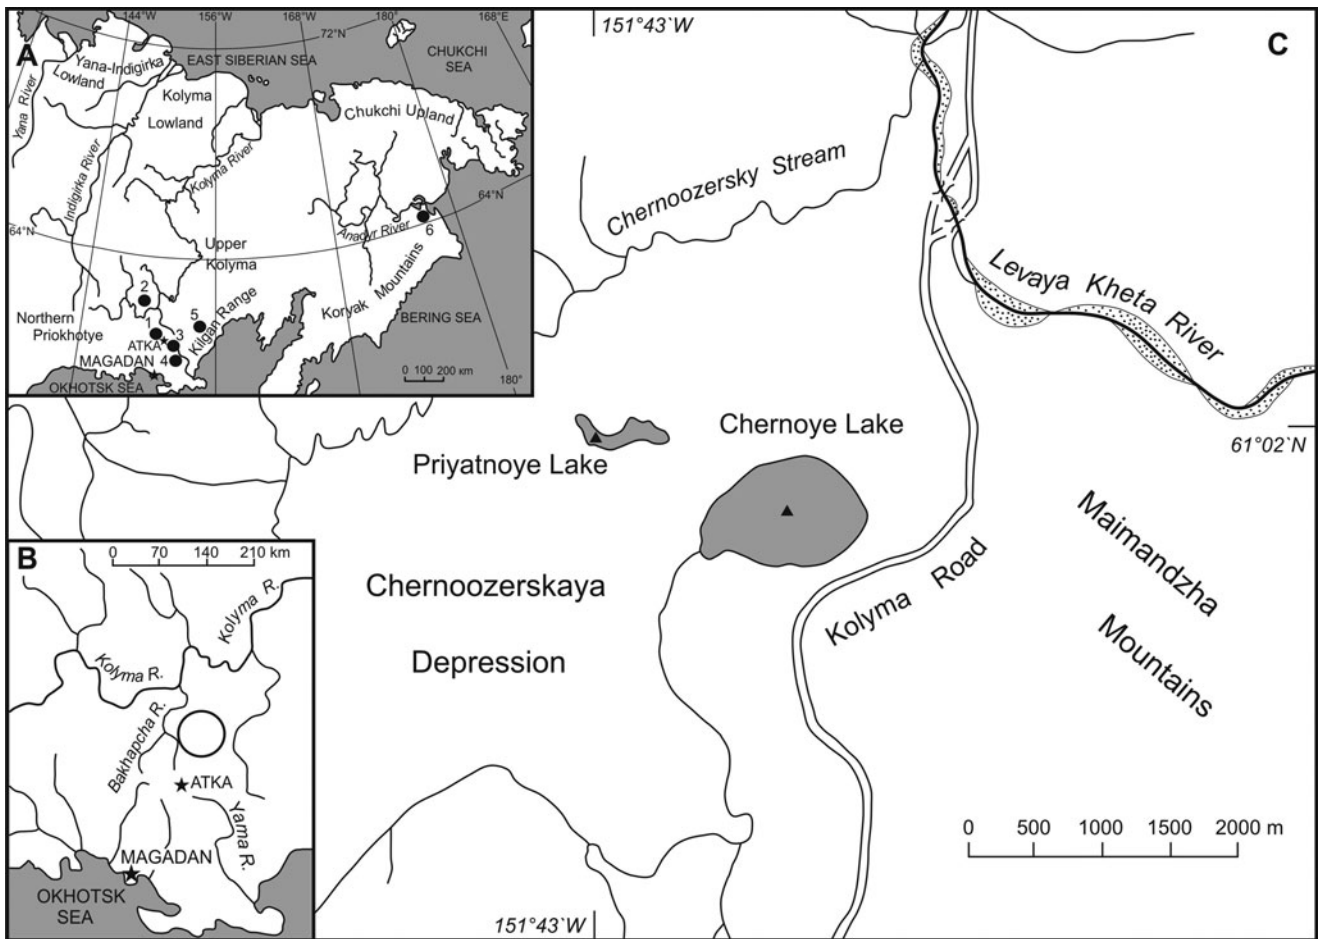 A
144°W
156°W
168°W
180°
168°E
72°N
EAST SIBERIAN SEA
CHUKCHI
SEA
Yana-Indigirka
Lowland
Yana River
Kolyma
Lowland
Chukchi Upland
Indigirka River
Kolyma River
64°N
64°N
Anadyr River
6
Upper
Kolyma
Koryak Mountains
BERING SEA
2
Northern
Priokhotye
1
5
3
ATKA
Kilgan Range
MAGADAN
4
OKHOTSK SEA
0 100 200 км
180°
B
0 70 140 210 km
Kolyma R.
Kolyma R.
Bakhapcha R.
ATKA
Yama R.
MAGADAN
OKHOTSK
SEA
C
151°43`W
Chernoozersky Stream
Levaya Kheta River
61°02`N
Chernoye Lake
Priyatnoye Lake
Chernoozerskaya
Depression
Kolyma Road
Maimandzha
Mountains
0 500 1000 1500 2000 m
151°43`W